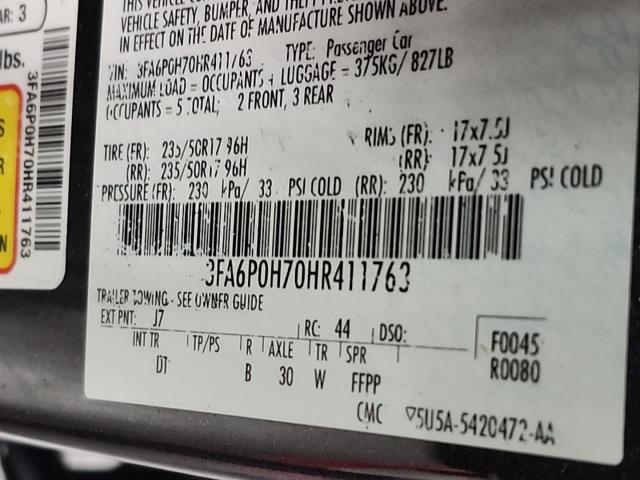 AR: 3
lbs.
3FA6P0H70HR411763
VEHICLE SAFETY, BUMPER, AND THEFT
IN EFFECT ON THE DATE OF MANUFACTURE SHOWN ABOVE.
VIN: 3FA6P0H70HR411763 TYPE: Passenger Car
MAXIMUM LOAD = OCCUPANTS + LUGGAGE = 375KG/ 827LB
OCCUPANTS = 5 TOTAL; 2 FRONT, 3 REAR
TIRE (FR): 235/50R17 96H RIMS (FR): 17x7.5J
(RR): 235/50R17 96H (RR): 17x7.5J
PRESSURE (FR): 230 kPa/ 33 PSI COLD (RR): 230 kPa/ 33 PSI COLD
3FA6P0H70HR411763
TRAILER TOWING - SEE OWNER GUIDE
EXT PNT: J7 RC: 44 DSO:
INT TR TP/PS R AXLE TR SPR
DT B 30 W FFPP
F0045
R0080
CMC ▽5U5A-5420472-AA